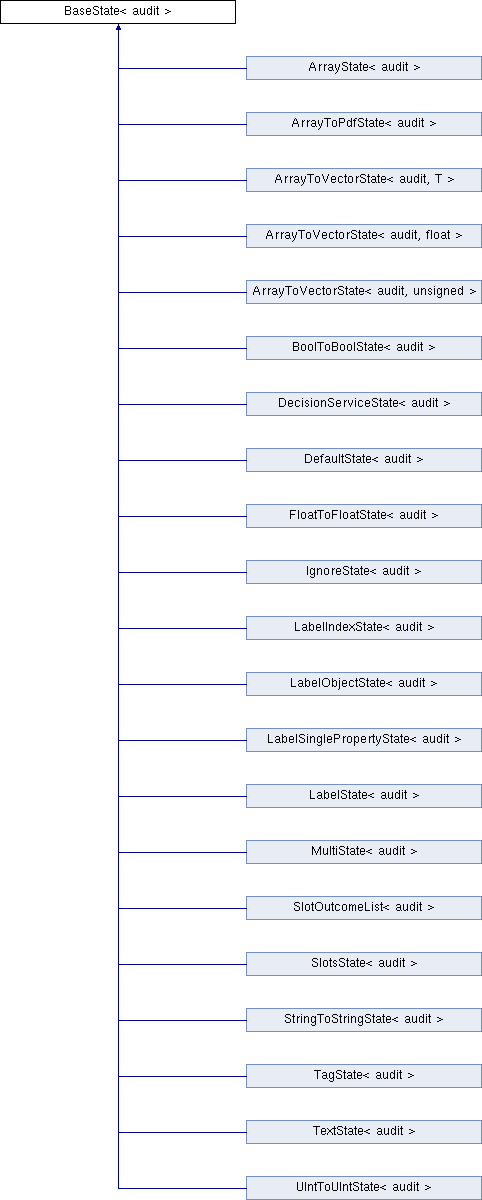 BaseState< audit >
ArrayState< audit >
ArrayToPdfState< audit >
ArrayToVectorState< audit, T >
ArrayToVectorState< audit, float >
ArrayToVectorState< audit, unsigned >
BoolToBoolState< audit >
DecisionServiceState< audit >
DefaultState< audit >
FloatToFloatState< audit >
IgnoreState< audit >
LabelIndexState< audit >
LabelObjectState< audit >
LabelSinglePropertyState< audit >
LabelState< audit >
MultiState< audit >
SlotOutcomeList< audit >
SlotsState< audit >
StringToStringState< audit >
TagState< audit >
TextState< audit >
UIntToUIntState< audit >